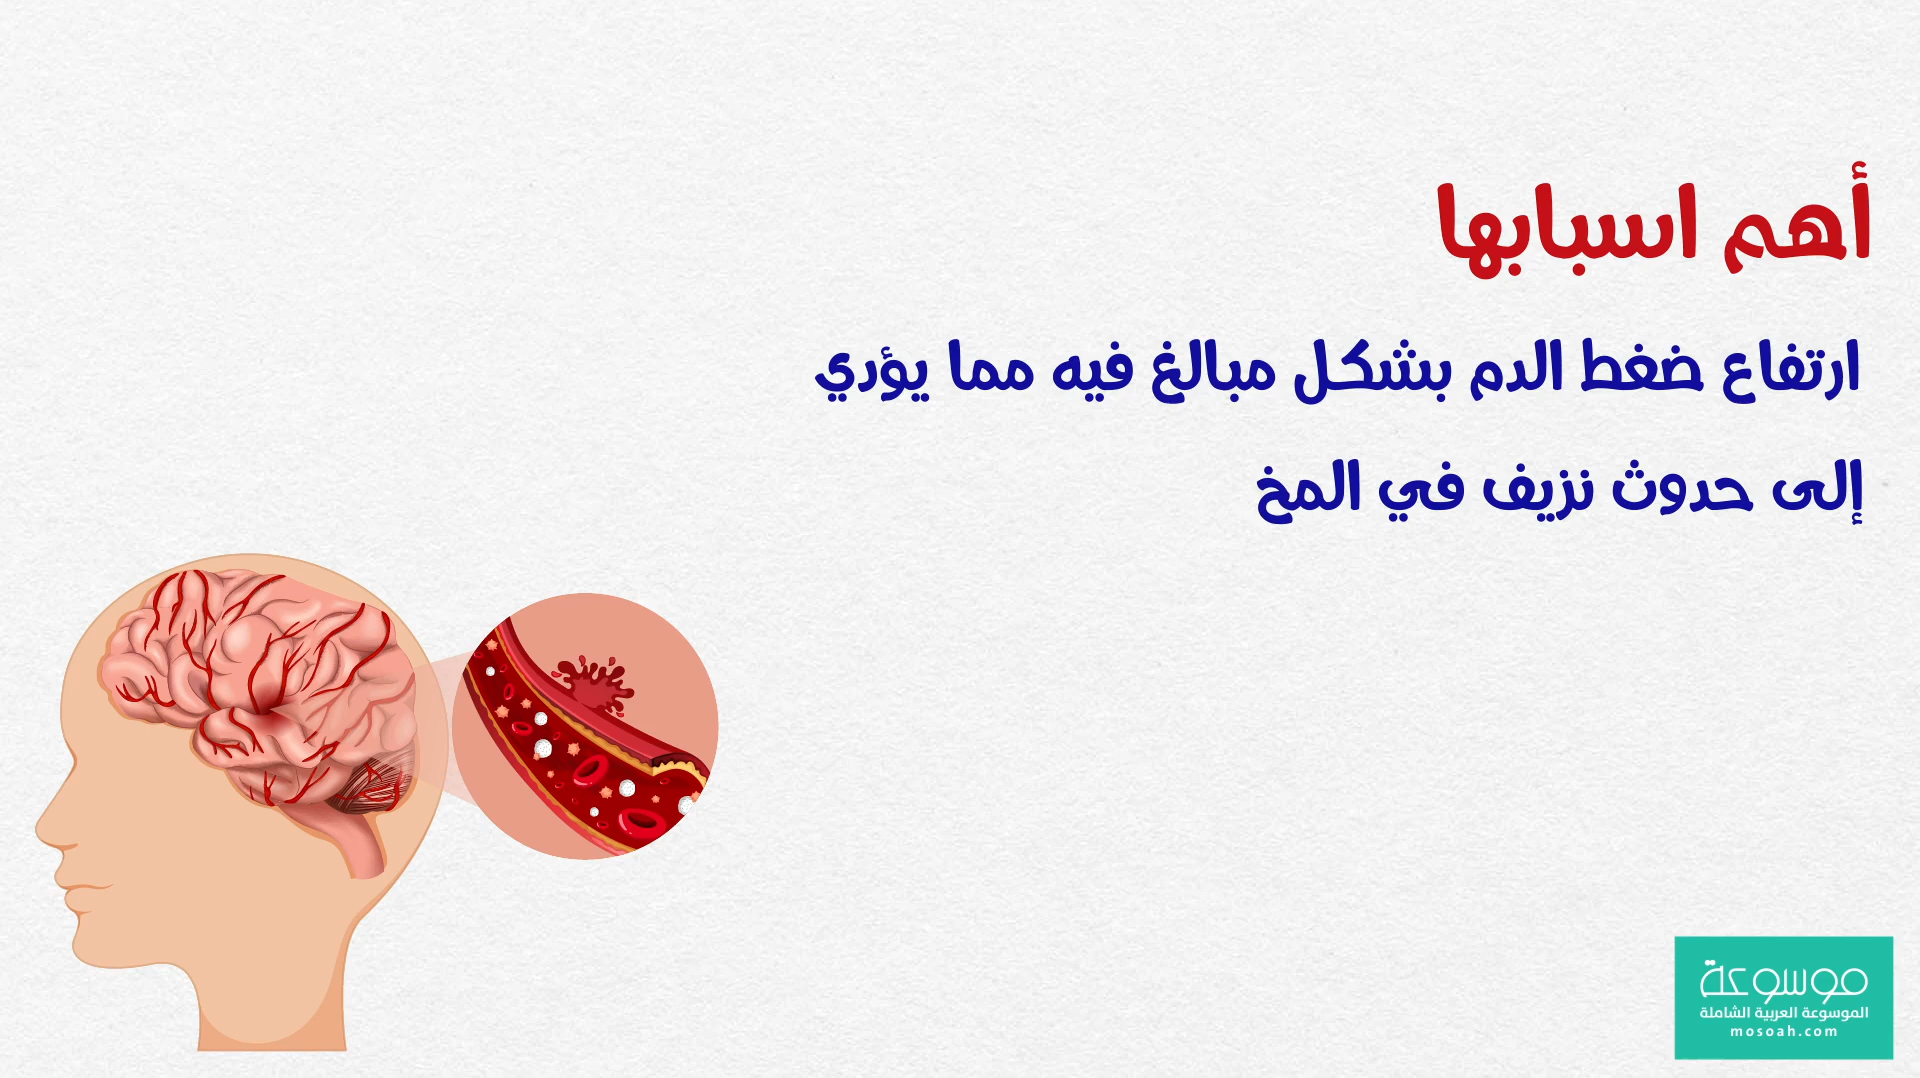 أهم اسبابها
ارتفاع ضغط الدم بشكل مبالغ فيه مما يؤدي
إلى حدوث نزيف في المخ
موسوعة
الموسوعة العربية الشاملة
mosoah.com